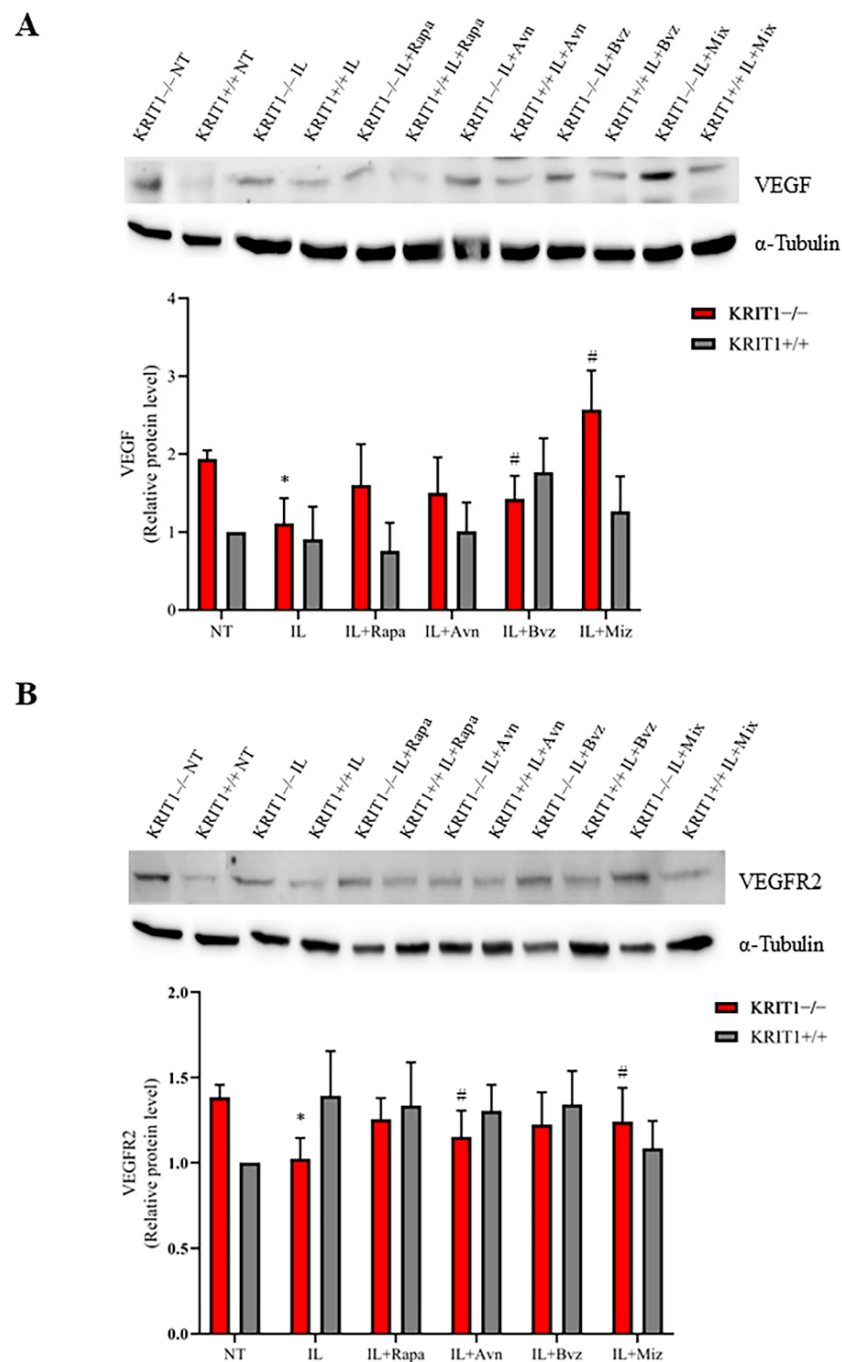 A
KRIT1−/− NT
KRIT1+/+ NT
KRIT1−/− IL
KRIT1+/+ IL
KRIT1−/− IL+Rapa
KRIT1+/+ IL+Rapa
KRIT1−/− IL+Avn
KRIT1+/+ IL+Avn
KRIT1−/− IL+Bvz
KRIT1+/+ IL+Bvz
KRIT1−/− IL+Mix
KRIT1+/+ IL+Mix
VEGF
α-Tubulin
VEGF
(Relative protein level)
4
3
2
1
0
*
#
#
KRIT1−/−
KRIT1+/+
NT IL IL+Rapa IL+Avn IL+Bvz IL+Miz
B
KRIT1−/− NT
KRIT1+/+ NT
KRIT1−/− IL
KRIT1+/+ IL
KRIT1−/− IL+Rapa
KRIT1+/+ IL+Rapa
KRIT1−/− IL+Avn
KRIT1+/+ IL+Avn
KRIT1−/− IL+Bvz
KRIT1+/+ IL+Bvz
KRIT1−/− IL+Mix
KRIT1+/+ IL+Mix
VEGFR2
α-Tubulin
VEGFR2
(Relative protein level)
2.0
1.5
1.0
0.5
0.0
*
#
#
KRIT1−/−
KRIT1+/+
NT IL IL+Rapa IL+Avn IL+Bvz IL+Miz